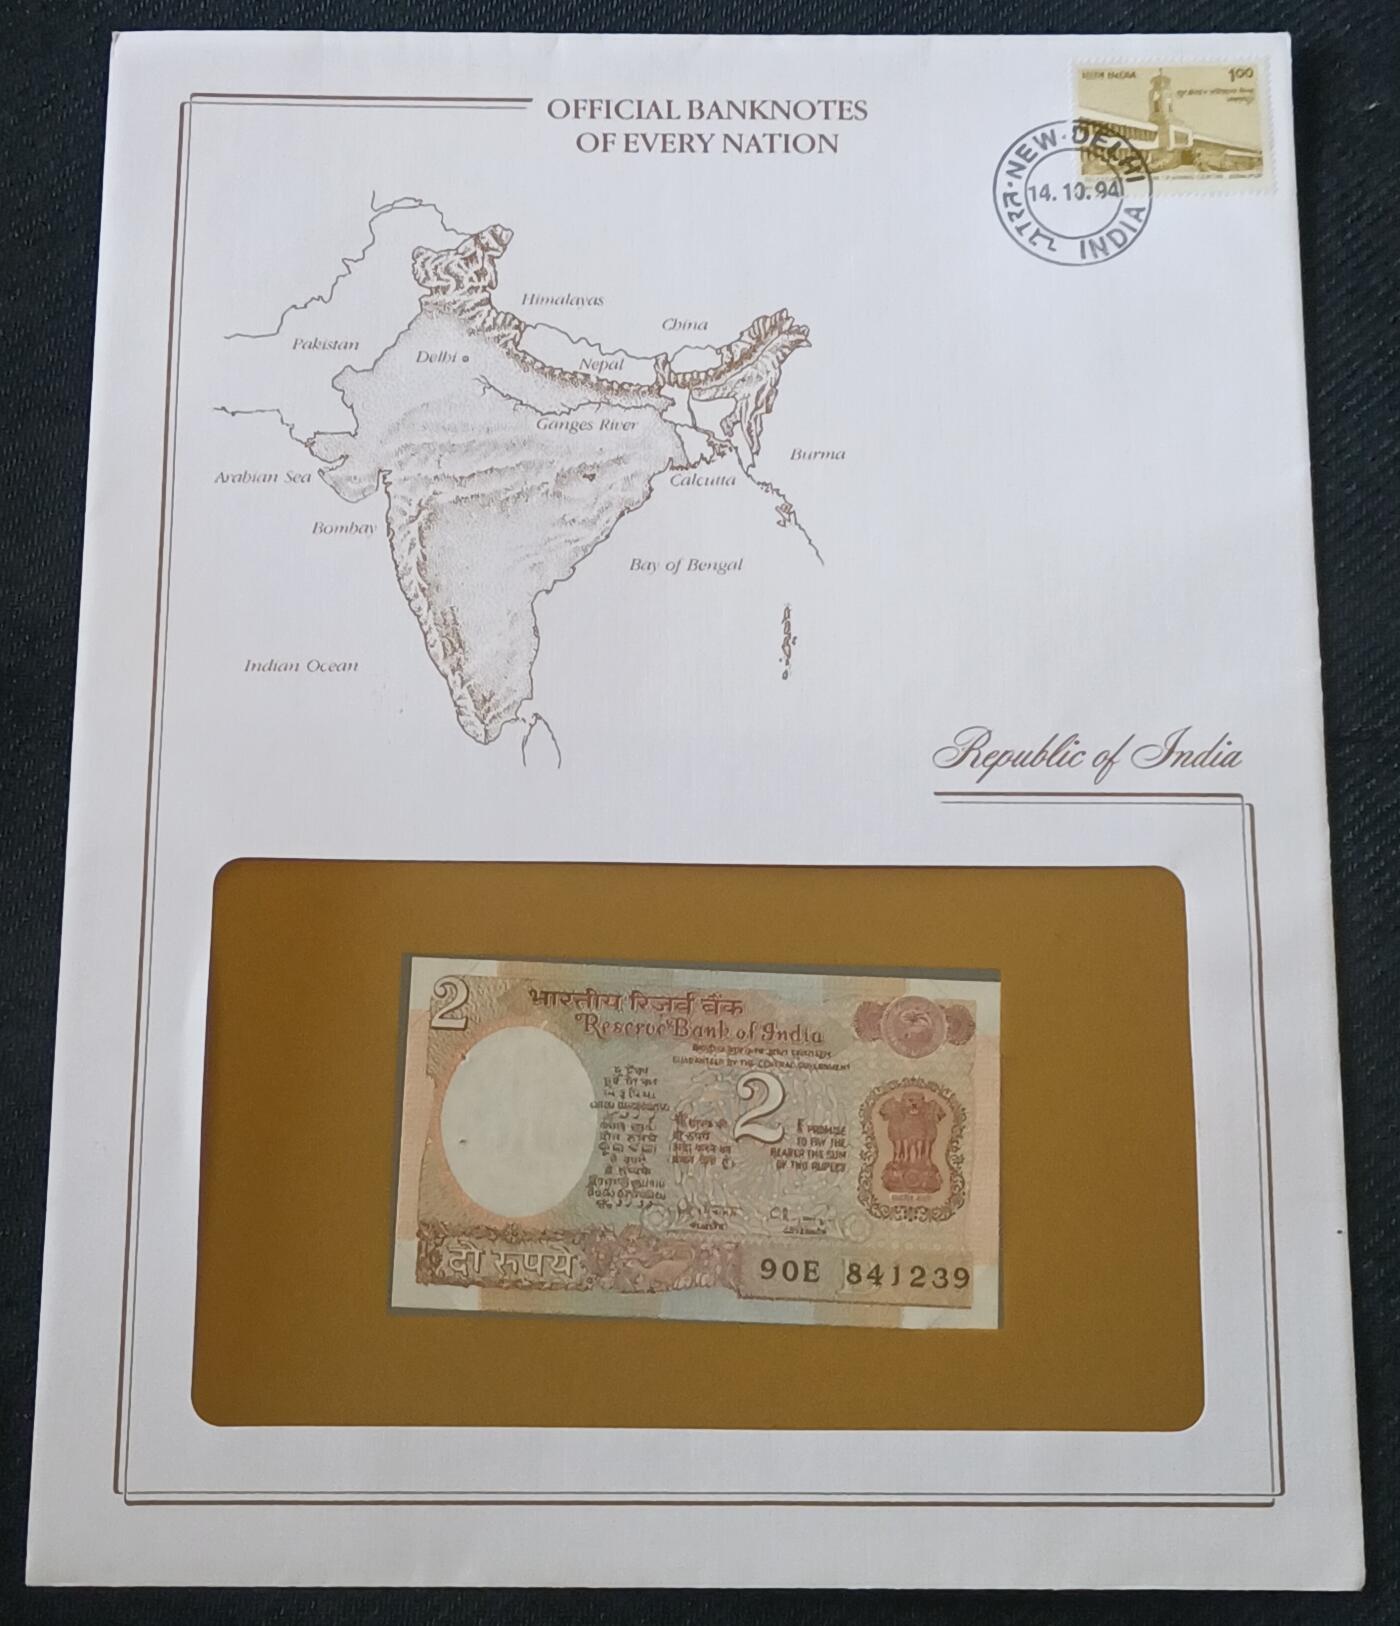 OFFICIAL BANKNOTES
OF EVERY NATION
INDIA
1.00
NEW · DELHI
14. 10. 94
INDIA
Himalayas
China
Pakistan
Delhi
Nepal
Ganges River
Burma
Arabian Sea
Calcutta
Bombay
Bay of Bengal
Indian Ocean
Republic of India
2
भारतीय रिज़र्व बैंक
Reserve Bank of India
GUARANTEED BY THE CENTRAL GOVERNMENT
2
I PROMISE
TO PAY THE
BEARER THE SUM
OF TWO RUPEES
दो रुपये
90E 841239